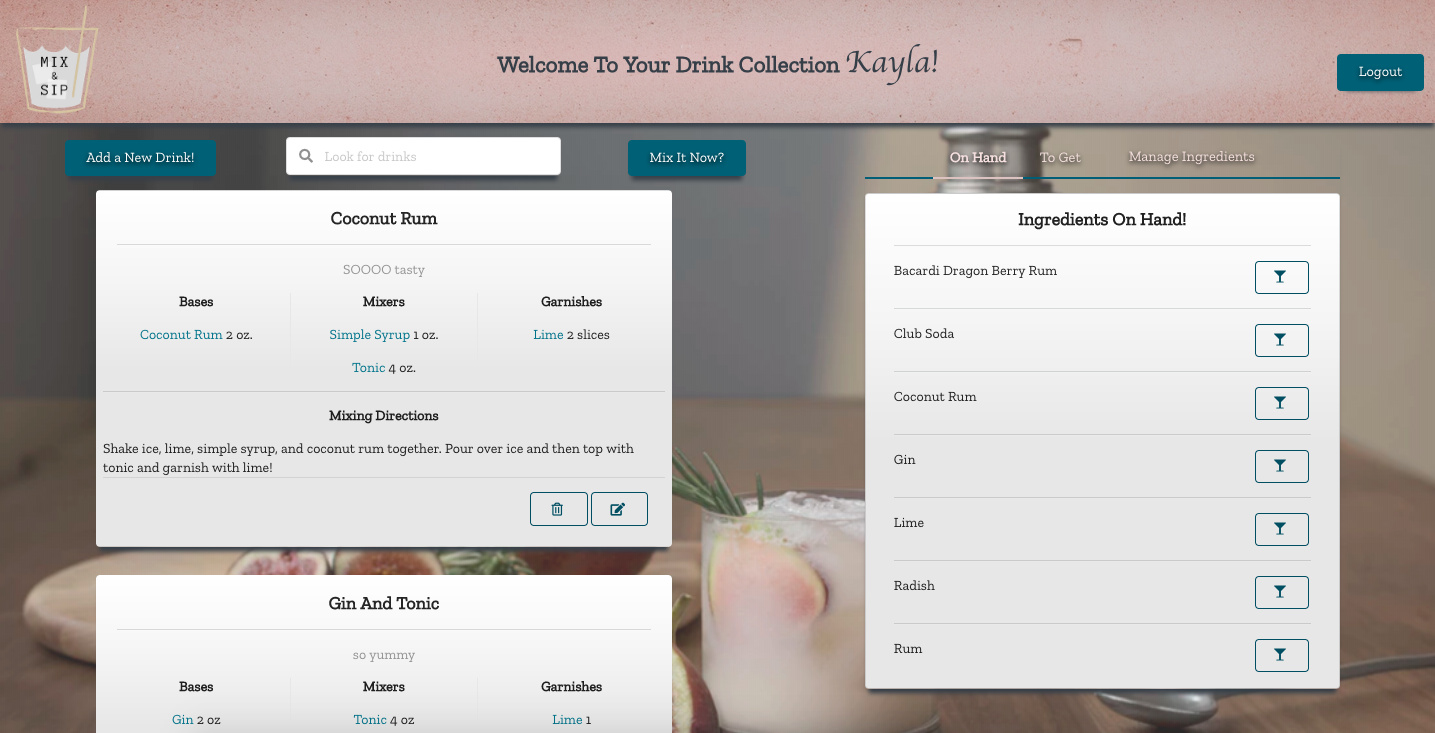 MIX
&
SIP
Welcome To Your Drink Collection Kayla!
Logout
Add a New Drink!
Look for drinks
Mix It Now?
On Hand
To Get
Manage Ingredients
Coconut Rum
SOOOO tasty
Bases
Mixers
Garnishes
Coconut Rum 2 oz.
Simple Syrup 1 oz.
Lime 2 slices
Tonic 4 oz.
Mixing Directions
Shake ice, lime, simple syrup, and coconut rum together. Pour over ice and then top with
tonic and garnish with lime!
Gin And Tonic
so yummy
Bases
Mixers
Garnishes
Gin 2 oz
Tonic 4 oz
Lime 1
Ingredients On Hand!
Bacardi Dragon Berry Rum
Club Soda
Coconut Rum
Gin
Lime
Radish
Rum